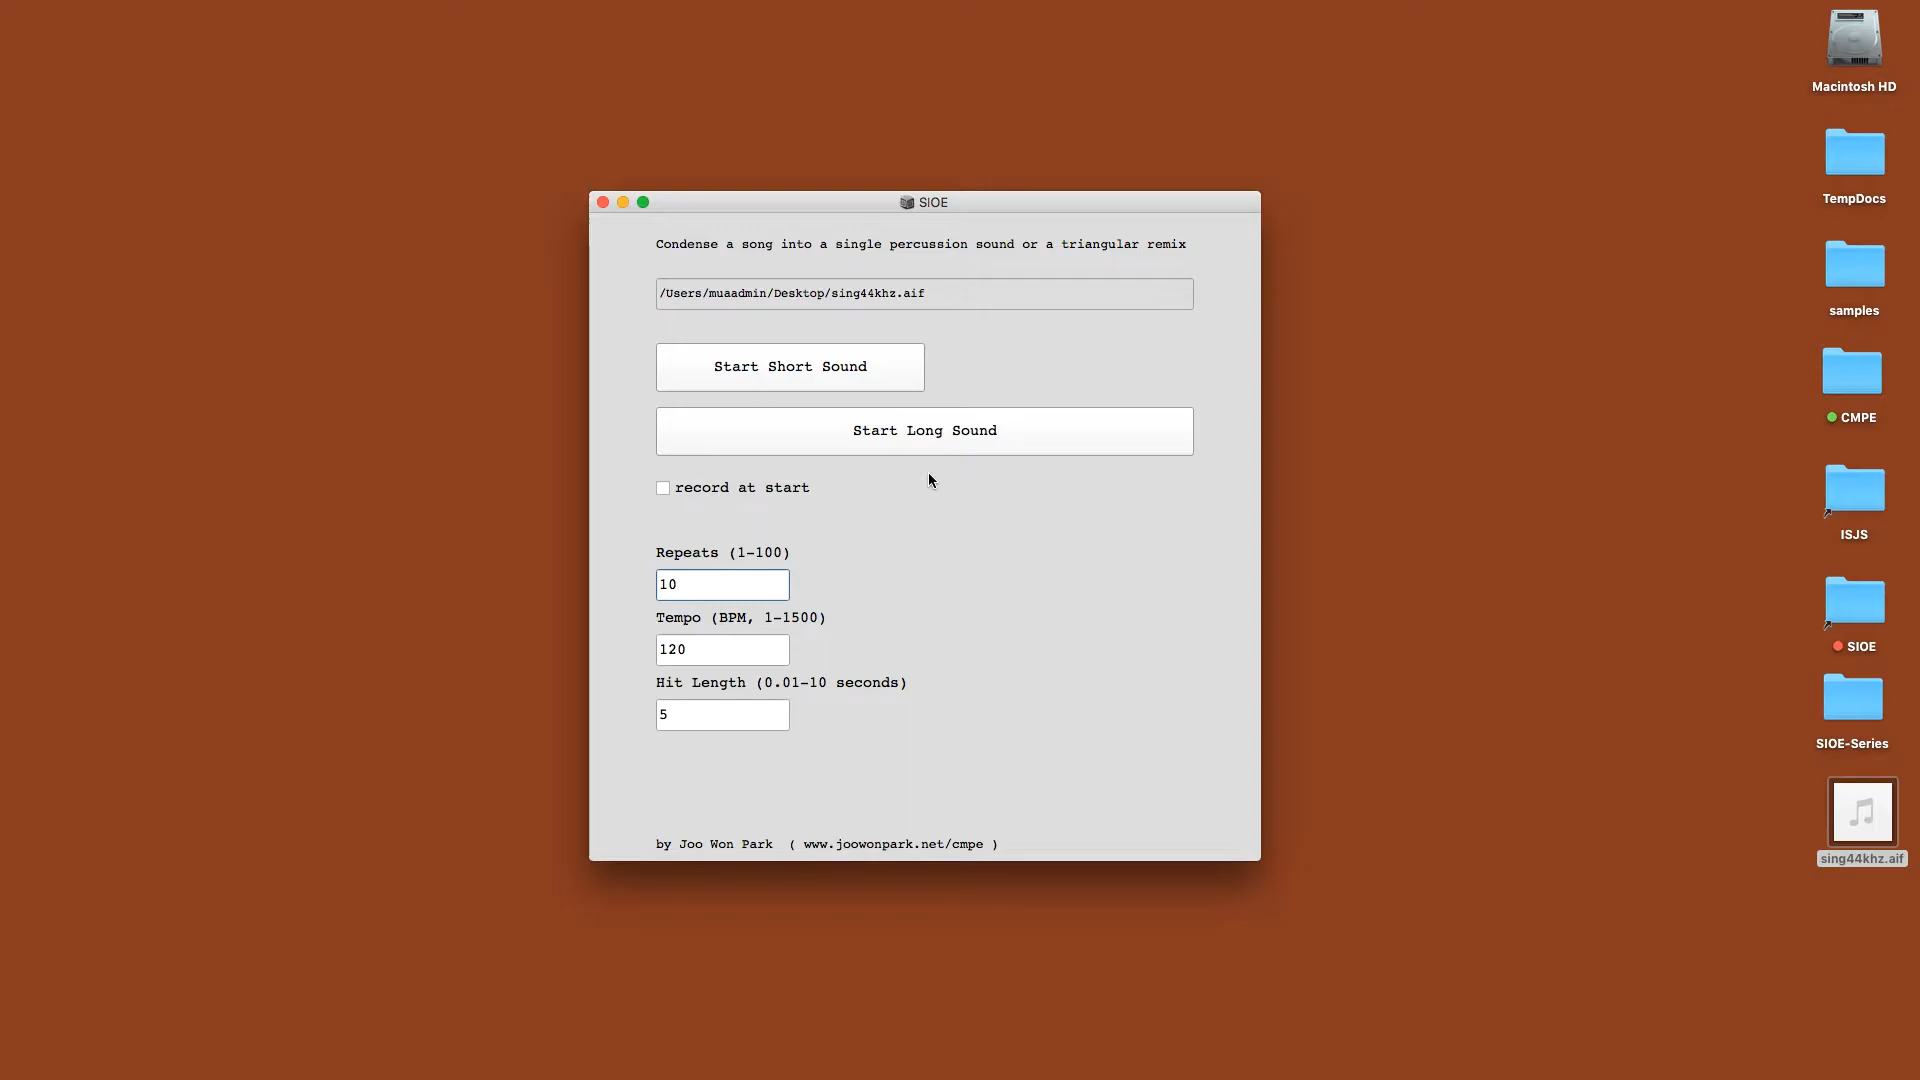 SIOE
Condense a song into a single percussion sound or a triangular remix
/Users/muaadmin/Desktop/sing44khz.aif
Start Short Sound
Start Long Sound
record at start
Repeats (1-100)
10
Tempo (BPM, 1-1500)
120
Hit Length (0.01-10 seconds)
5
by Joo Won Park ( www.joowonpark.net/cmpe )
Macintosh HD
TempDocs
samples
CMPE
ISJS
SIOE
SIOE-Series
sing44khz.aif